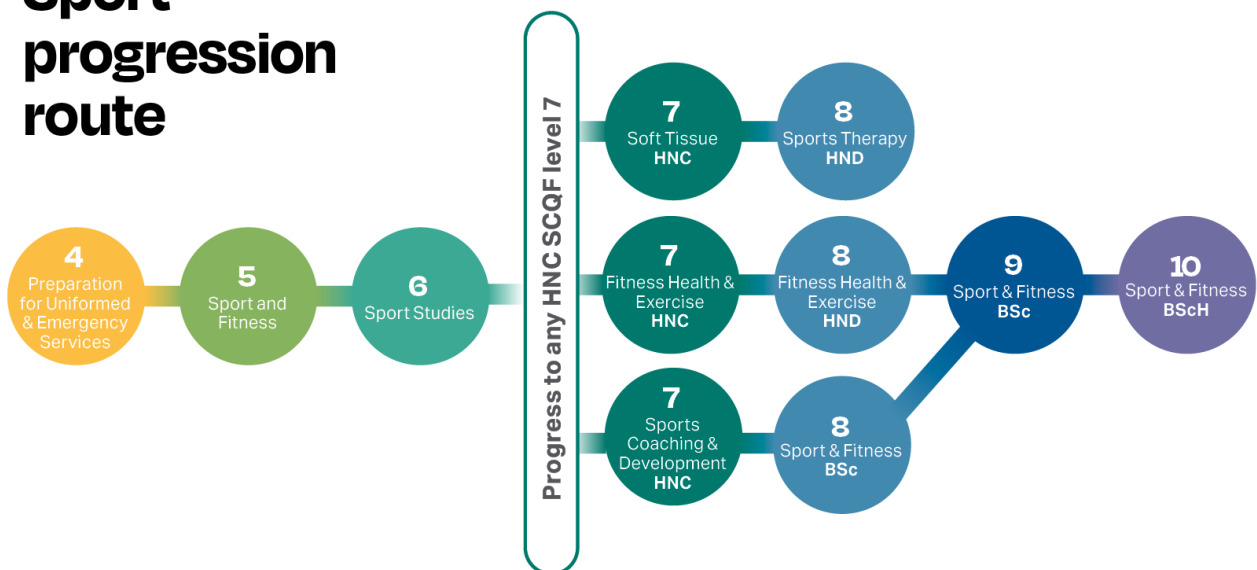 Sport
progression
route
4
Preparation
for Uniformed
& Emergency
Services
5
Sport and
Fitness
6
Sport Studies
Progress to any HNC SCQF level 7
7
Soft Tissue
HNC
8
Sports Therapy
HND
7
Fitness Health &
Exercise
HNC
8
Fitness Health &
Exercise
HND
9
Sport & Fitness
BSc
10
Sport & Fitness
BScH
7
Sports
Coaching &
Development
HNC
8
Sport & Fitness
BSc